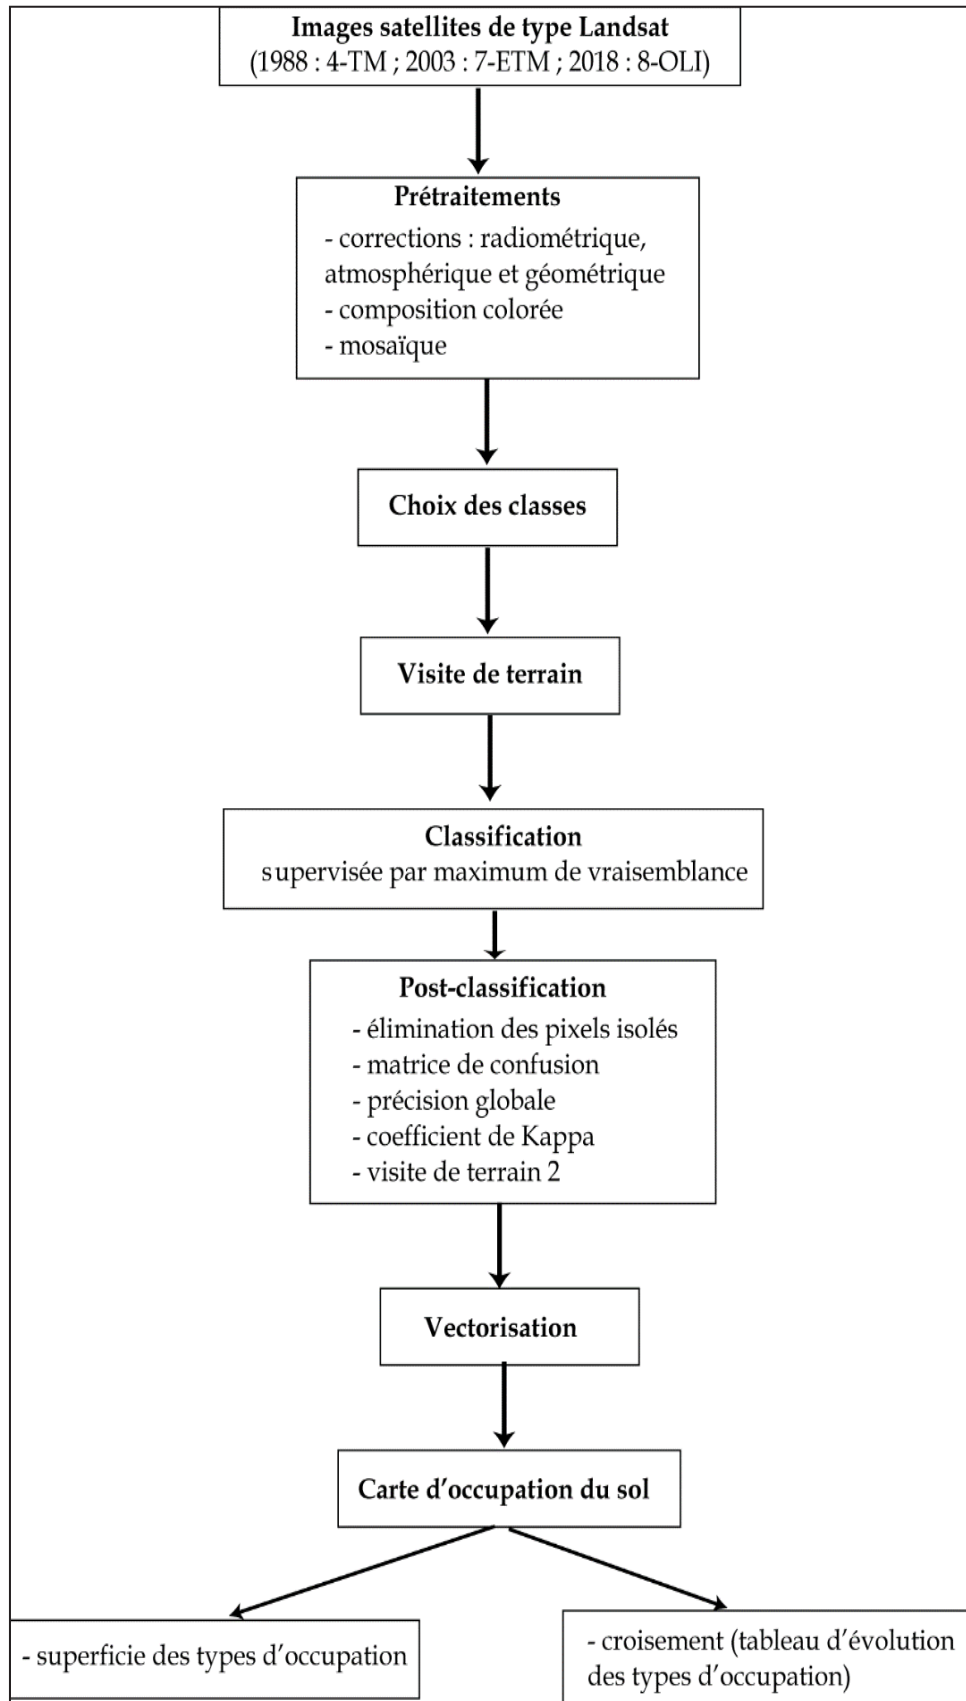 Images satellites de type Landsat
(1988 : 4-TM ; 2003 : 7-ETM ; 2018 : 8-OLI)
Prétraitements
- corrections : radiométrique,
atmosphérique et géométrique
- composition colorée
- mosaïque
Choix des classes
Visite de terrain
Classification
supervisée par maximum de vraisemblance
Post-classification
- élimination des pixels isolés
- matrice de confusion
- précision globale
- coefficient de Kappa
- visite de terrain 2
Vectorisation
Carte d’occupation du sol
- superficie des types d’occupation
- croisement (tableau d’évolution
des types d’occupation)